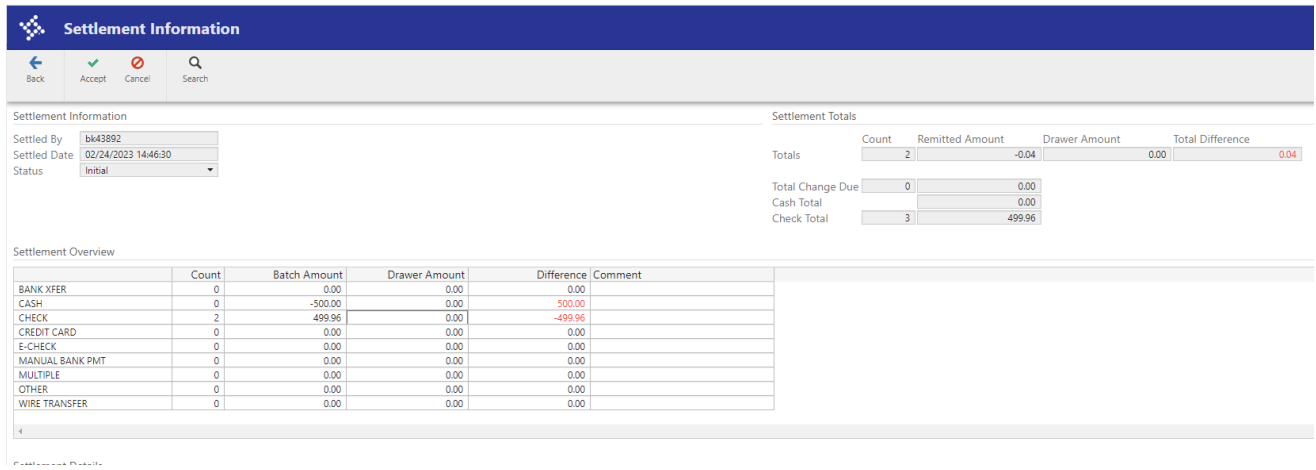 Settlement Information
Back Accept Cancel Search
Settlement Information Settlement Totals
Settled By bk43892 Count Remitted Amount Drawer Amount Total Difference
Settled Date 02/24/2023 14:46:30 Totals 2 -0.04 0.00 0.04
Status Initial
Total Change Due 0 0.00
Cash Total 0.00
Check Total 3 499.96
Settlement Overview
Count Batch Amount Drawer Amount Difference Comment
BANK XFER 0 0.00 0.00 0.00
CASH 0 -500.00 0.00 500.00
CHECK 2 499.96 0.00 -499.96
CREDIT CARD 0 0.00 0.00 0.00
E-CHECK 0 0.00 0.00 0.00
MANUAL BANK PMT 0 0.00 0.00 0.00
MULTIPLE 0 0.00 0.00 0.00
OTHER 0 0.00 0.00 0.00
WIRE TRANSFER 0 0.00 0.00 0.00
Settlement Details